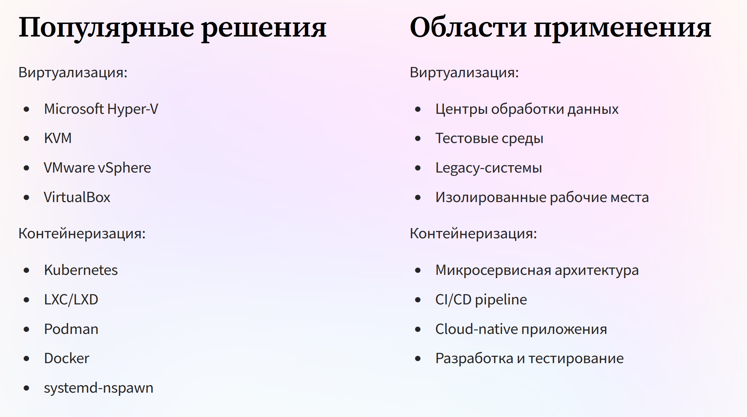 Популярные решения
Виртуализация:
Microsoft Hyper-V
KVM
VMware vSphere
VirtualBox
Контейнеризация:
Kubernetes
LXC/LXD
Podman
Docker
systemd-nspawn
Области применения
Виртуализация:
Центры обработки данных
Тестовые среды
Legacy-системы
Изолированные рабочие места
Контейнеризация:
Микросервисная архитектура
CI/CD pipeline
Cloud-native приложения
Разработка и тестирование